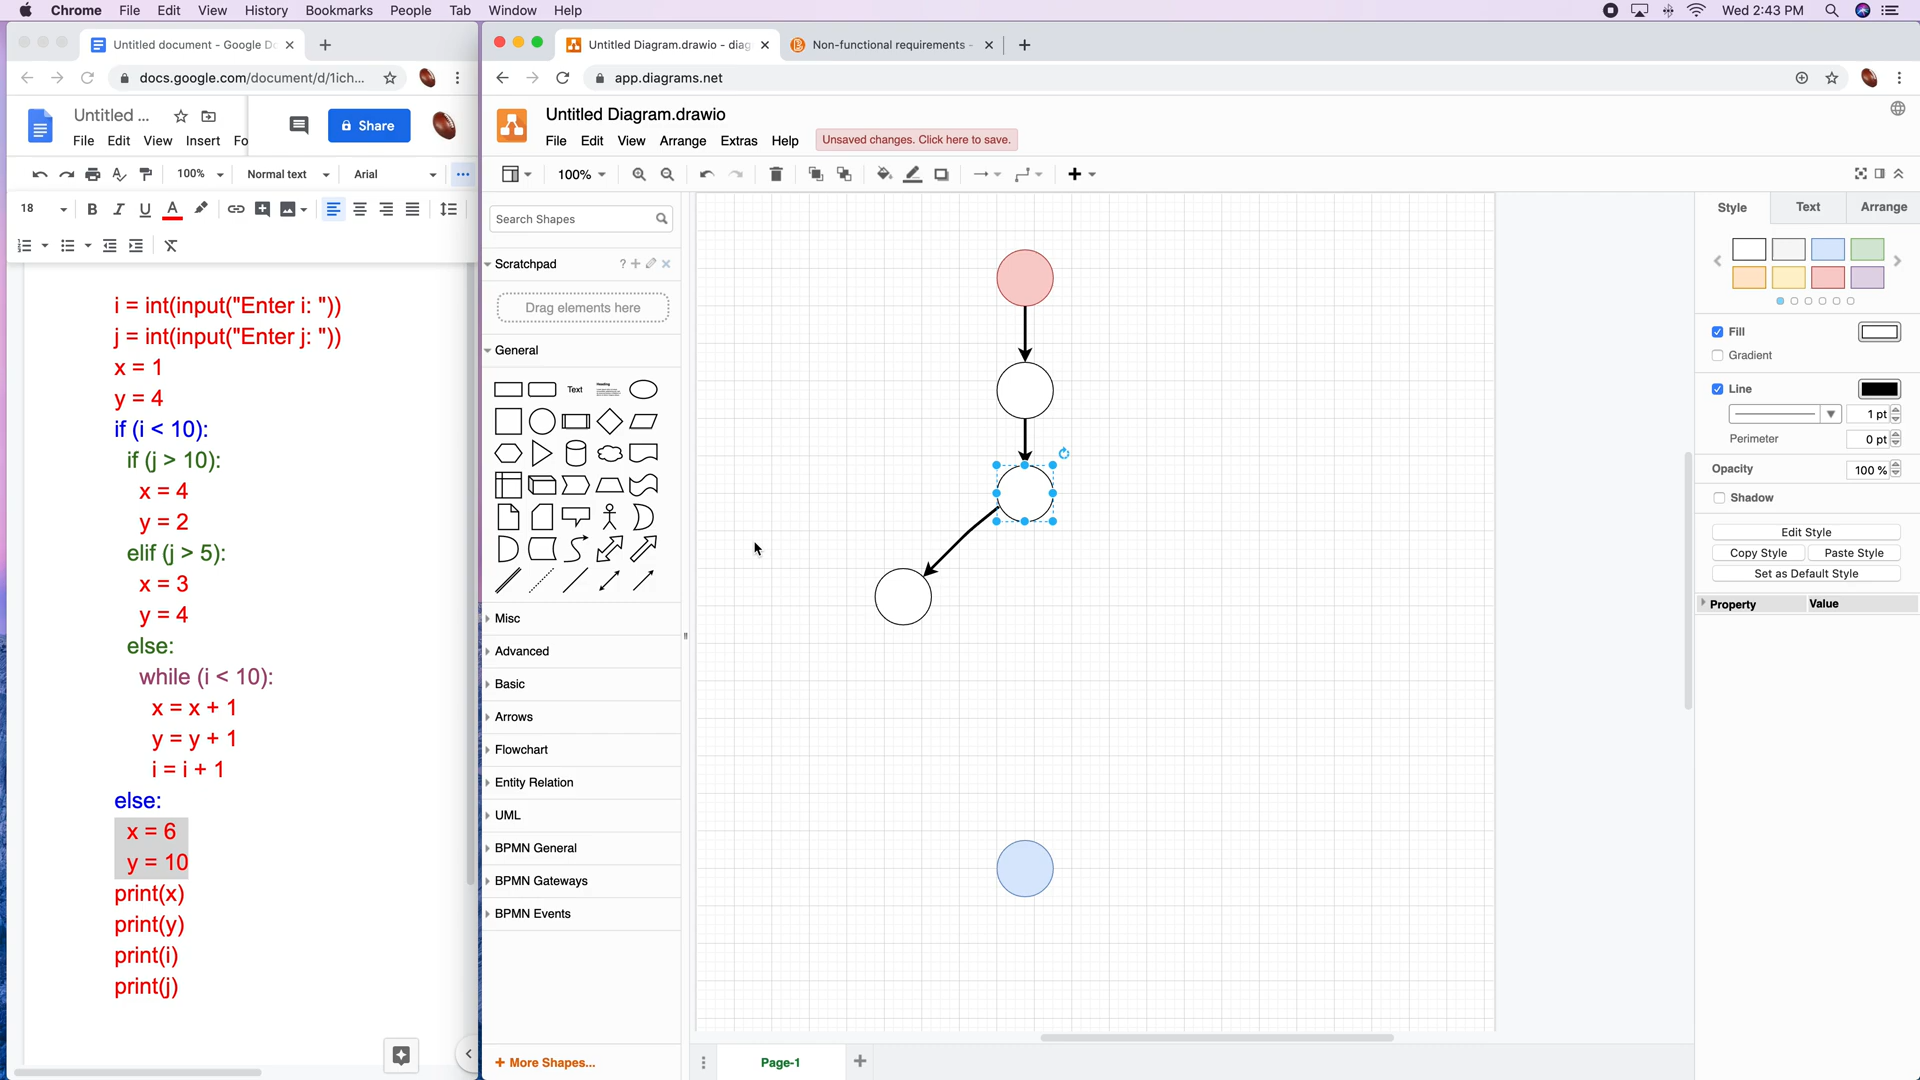 Chrome File Edit View History Bookmarks People Tab Window Help
Wed 2:43 PM
Untitled document - Google Do
docs.google.com/document/d/1ich...
Untitled ...
File Edit View Insert Fo
Share
100% Normal text Arial
18 B I U A
i = int(input("Enter i: "))
j = int(input("Enter j: "))
x = 1
y = 4
if (i < 10):
if (j > 10):
x = 4
y = 2
elif (j > 5):
x = 3
y = 4
else:
while (i < 10):
x = x + 1
y = y + 1
i = i + 1
else:
x = 6
y = 10
print(x)
print(y)
print(i)
print(j)
Untitled Diagram.drawio - diag
Non-functional requirements -
app.diagrams.net
Untitled Diagram.drawio
File Edit View Arrange Extras Help
Unsaved changes. Click here to save.
100%
Search Shapes
Scratchpad
?
Drag elements here
General
Text
Heading
Misc
Advanced
Basic
Arrows
Flowchart
Entity Relation
UML
BPMN General
BPMN Gateways
BPMN Events
+ More Shapes...
Page-1
Style Text Arrange
Fill
Gradient
Line
1 pt
Perimeter 0 pt
Opacity 100 %
Shadow
Edit Style
Copy Style Paste Style
Set as Default Style
Property Value